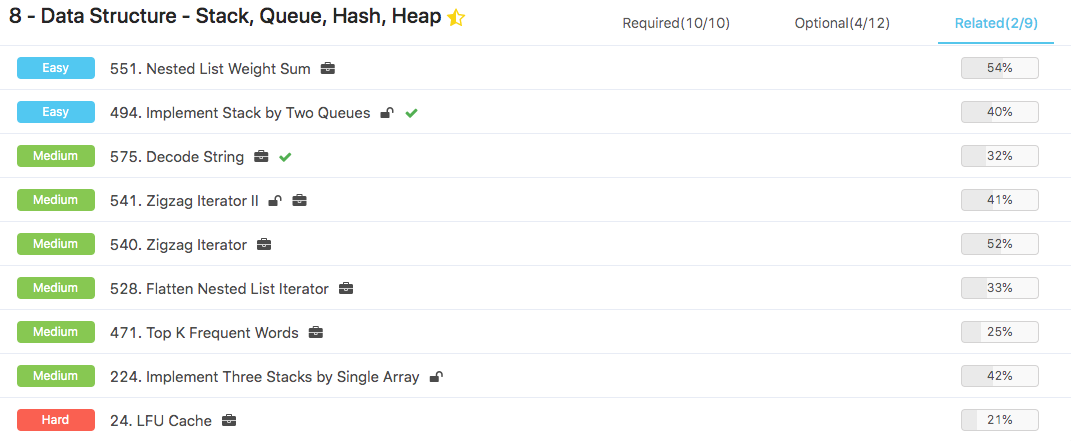 8 - Data Structure - Stack, Queue, Hash, Heap Required(10/10) Optional(4/12) Related(2/9)
Easy 551. Nested List Weight Sum 54%
Easy 494. Implement Stack by Two Queues 40%
Medium 575. Decode String 32%
Medium 541. Zigzag Iterator II 41%
Medium 540. Zigzag Iterator 52%
Medium 528. Flatten Nested List Iterator 33%
Medium 471. Top K Frequent Words 25%
Medium 224. Implement Three Stacks by Single Array 42%
Hard 24. LFU Cache 21%